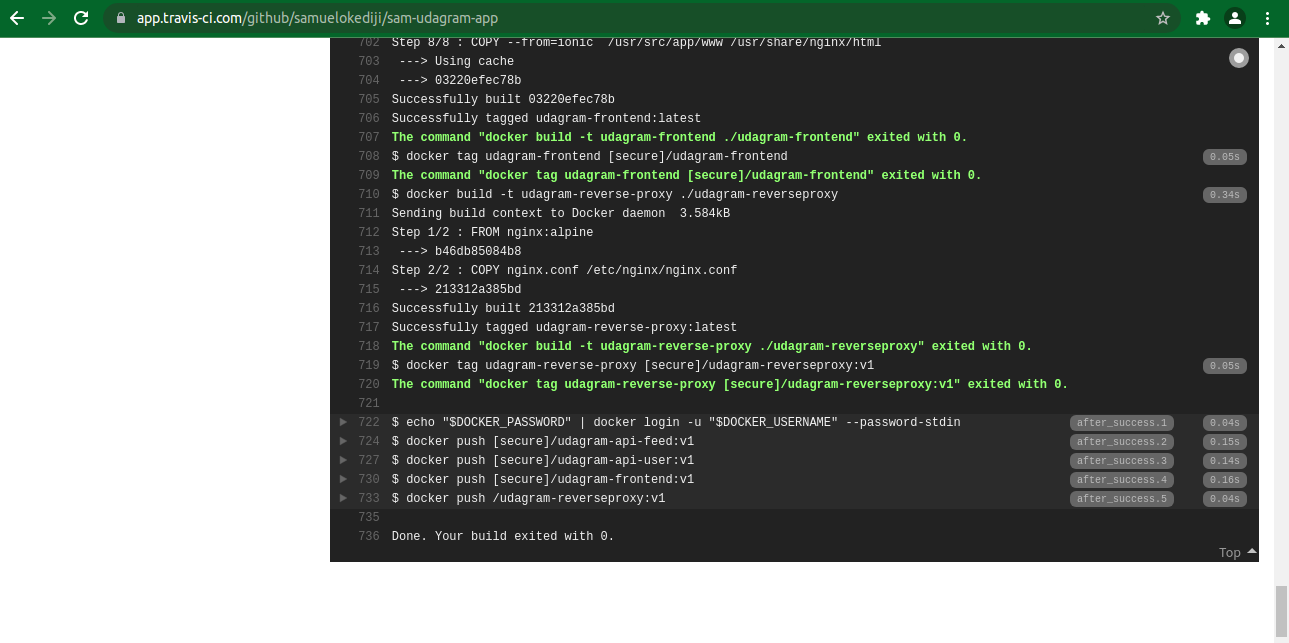 app.travis-ci.com/github/samuelokediji/sam-udagram-app
702 Step 8/8 : COPY --from=ionic  /usr/src/app/www /usr/share/nginx/html
703  ---> Using cache
704  ---> 03220efec78b
705 Successfully built 03220efec78b
706 Successfully tagged udagram-frontend:latest
707 The command "docker build -t udagram-frontend ./udagram-frontend" exited with 0.
708 $ docker tag udagram-frontend [secure]/udagram-frontend 0.05s
709 The command "docker tag udagram-frontend [secure]/udagram-frontend" exited with 0.
710 $ docker build -t udagram-reverse-proxy ./udagram-reverseproxy 0.34s
711 Sending build context to Docker daemon  3.584kB
712 Step 1/2 : FROM nginx:alpine
713  ---> b46db85084b8
714 Step 2/2 : COPY nginx.conf /etc/nginx/nginx.conf
715  ---> 213312a385bd
716 Successfully built 213312a385bd
717 Successfully tagged udagram-reverse-proxy:latest
718 The command "docker build -t udagram-reverse-proxy ./udagram-reverseproxy" exited with 0.
719 $ docker tag udagram-reverse-proxy [secure]/udagram-reverseproxy:v1 0.05s
720 The command "docker tag udagram-reverse-proxy [secure]/udagram-reverseproxy:v1" exited with 0.
721
722 $ echo "$DOCKER_PASSWORD" | docker login -u "$DOCKER_USERNAME" --password-stdin after_success.1 0.04s
724 $ docker push [secure]/udagram-api-feed:v1 after_success.2 0.15s
727 $ docker push [secure]/udagram-api-user:v1 after_success.3 0.14s
730 $ docker push [secure]/udagram-frontend:v1 after_success.4 0.16s
733 $ docker push /udagram-reverseproxy:v1 after_success.5 0.04s
735
736 Done. Your build exited with 0.
Top